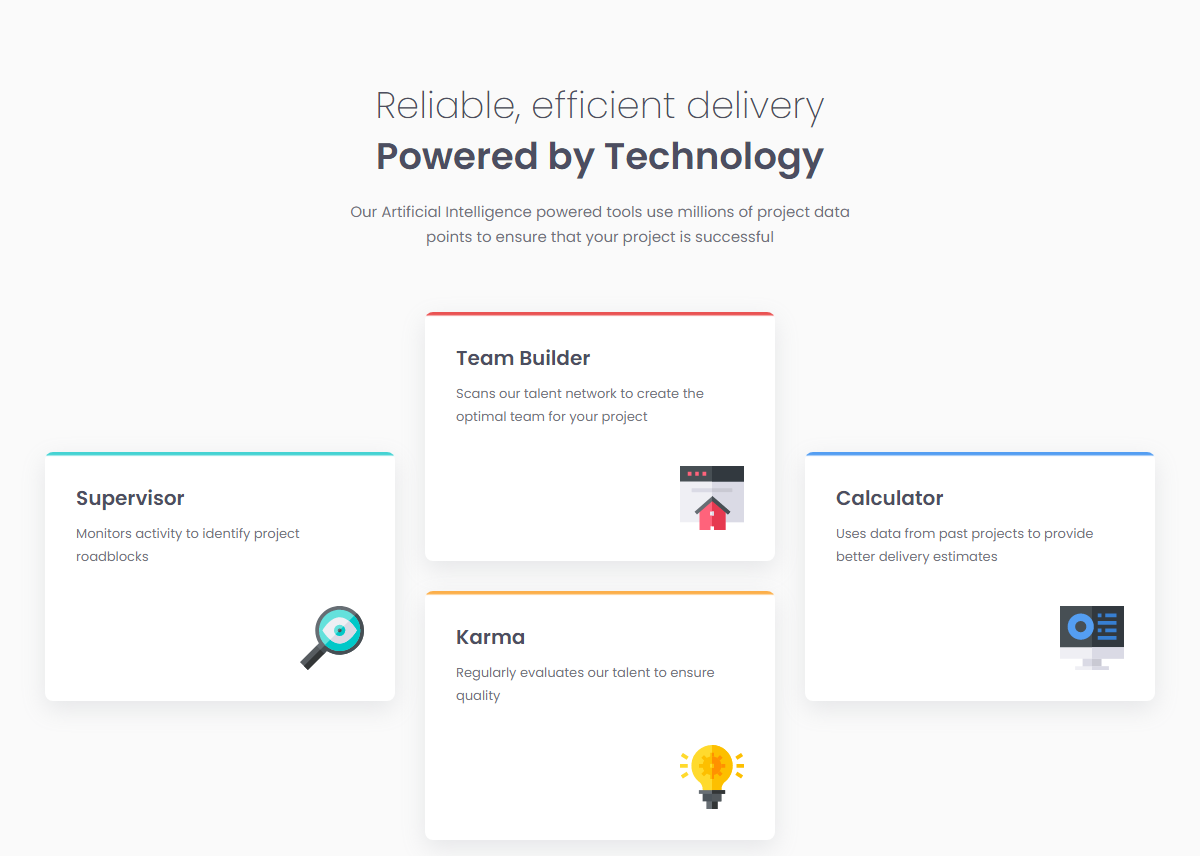 Reliable, efficient delivery
Powered by Technology
Our Artificial Intelligence powered tools use millions of project data
points to ensure that your project is successful
Supervisor
Monitors activity to identify project
roadblocks
Team Builder
Scans our talent network to create the
optimal team for your project
Karma
Regularly evaluates our talent to ensure
quality
Calculator
Uses data from past projects to provide
better delivery estimates